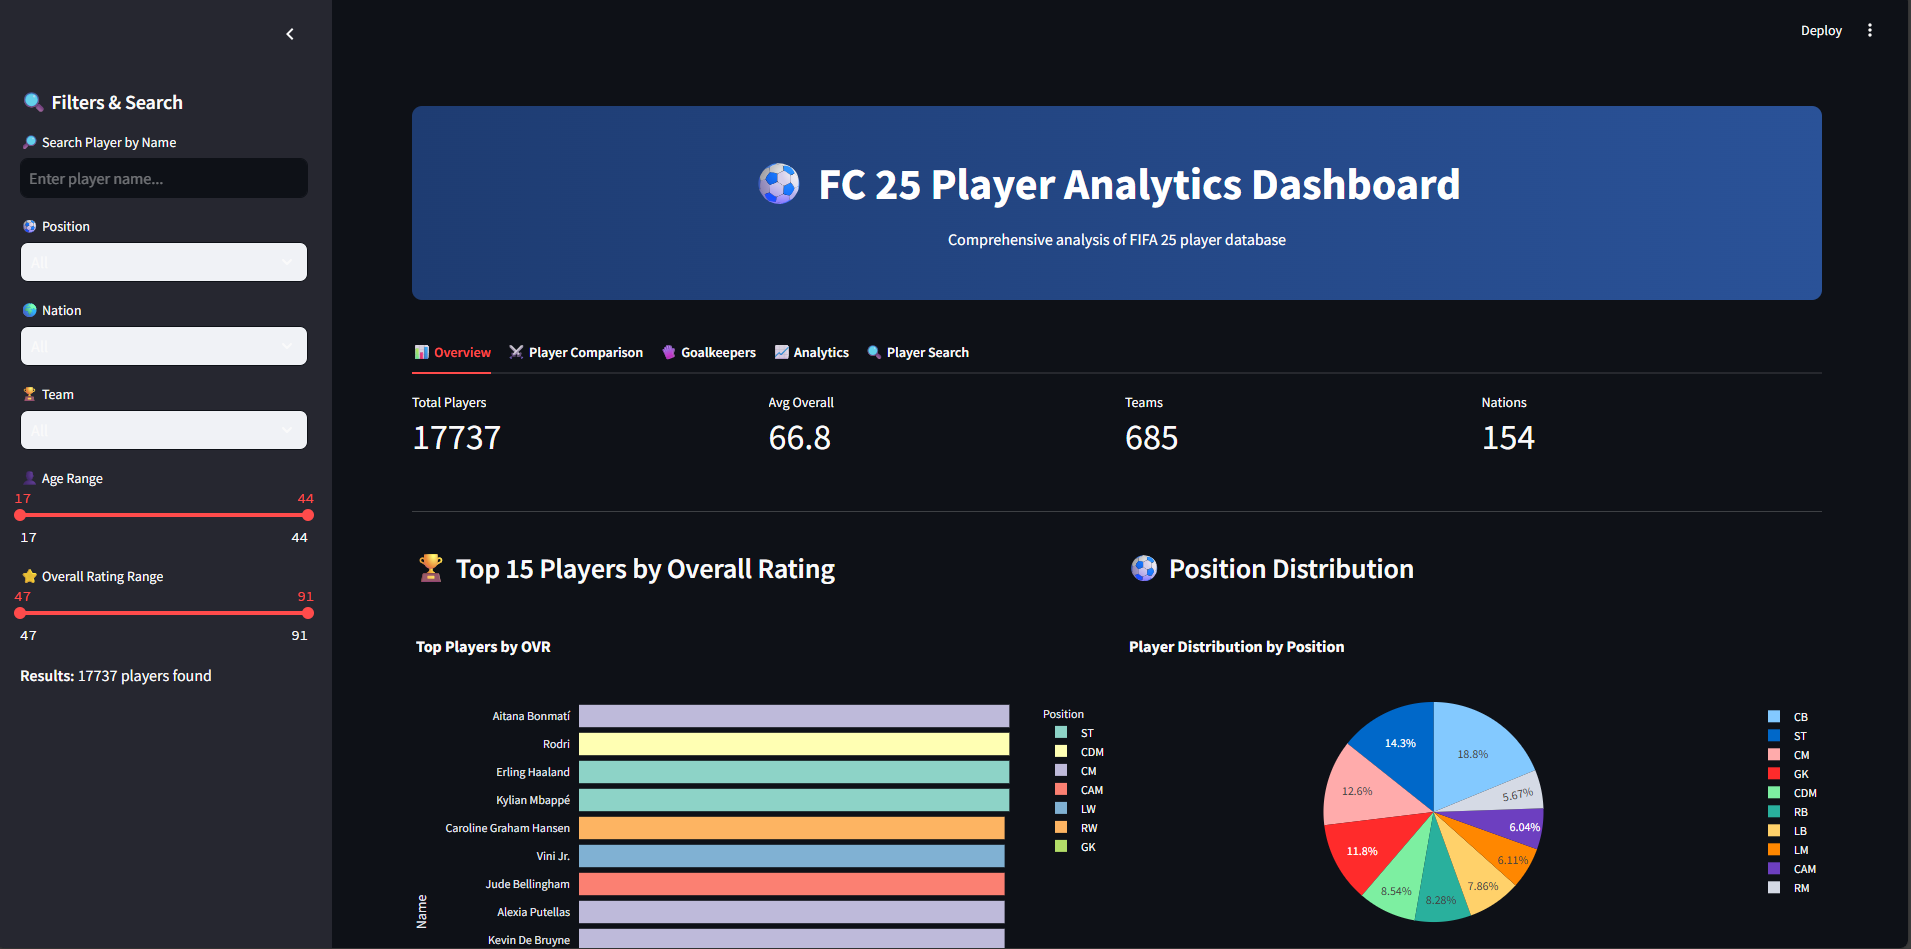 Deploy
Filters & Search
Search Player by Name
Enter player name...
Position
All
Nation
All
Team
All
Age Range
17 44
17 44
Overall Rating Range
47 91
47 91
Results: 17737 players found
FC 25 Player Analytics Dashboard
Comprehensive analysis of FIFA 25 player database
Overview Player Comparison Goalkeepers Analytics Player Search
Total Players Avg Overall Teams Nations
17737 66.8 685 154
Top 15 Players by Overall Rating
Top Players by OVR
Name
Aitana Bonmatí
Rodri
Erling Haaland
Kylian Mbappé
Caroline Graham Hansen
Vini Jr.
Jude Bellingham
Alexia Putellas
Kevin De Bruyne
Position
ST
CDM
CM
CAM
LW
RW
GK
Position Distribution
Player Distribution by Position
18.8%
5.67%
6.04%
6.11%
7.86%
8.28%
8.54%
11.8%
12.6%
14.3%
CB
ST
CM
GK
CDM
RB
LB
LM
CAM
RM